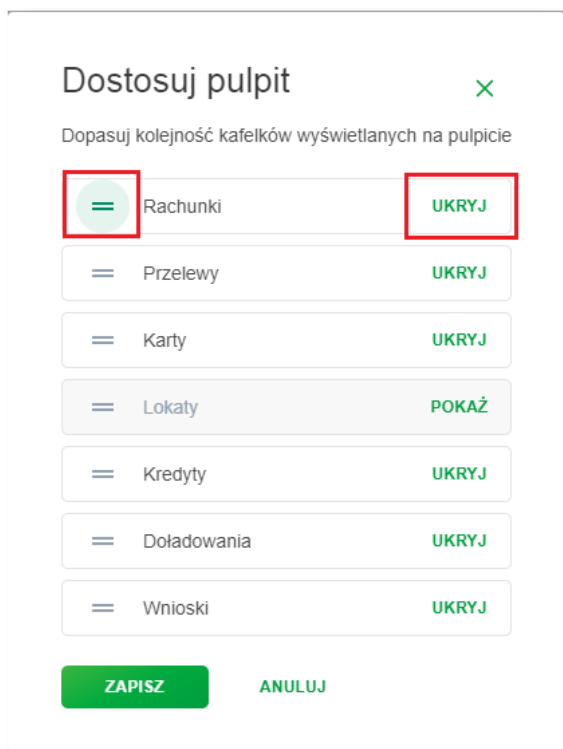 Dostosuj pulpit
Dopasuj kolejność kafelków wyświetlanych na pulpicie
Rachunki UKRYJ
Przelewy UKRYJ
Karty UKRYJ
Lokaty POKAŻ
Kredyty UKRYJ
Doładowania UKRYJ
Wnioski UKRYJ
ZAPISZ ANULUJ